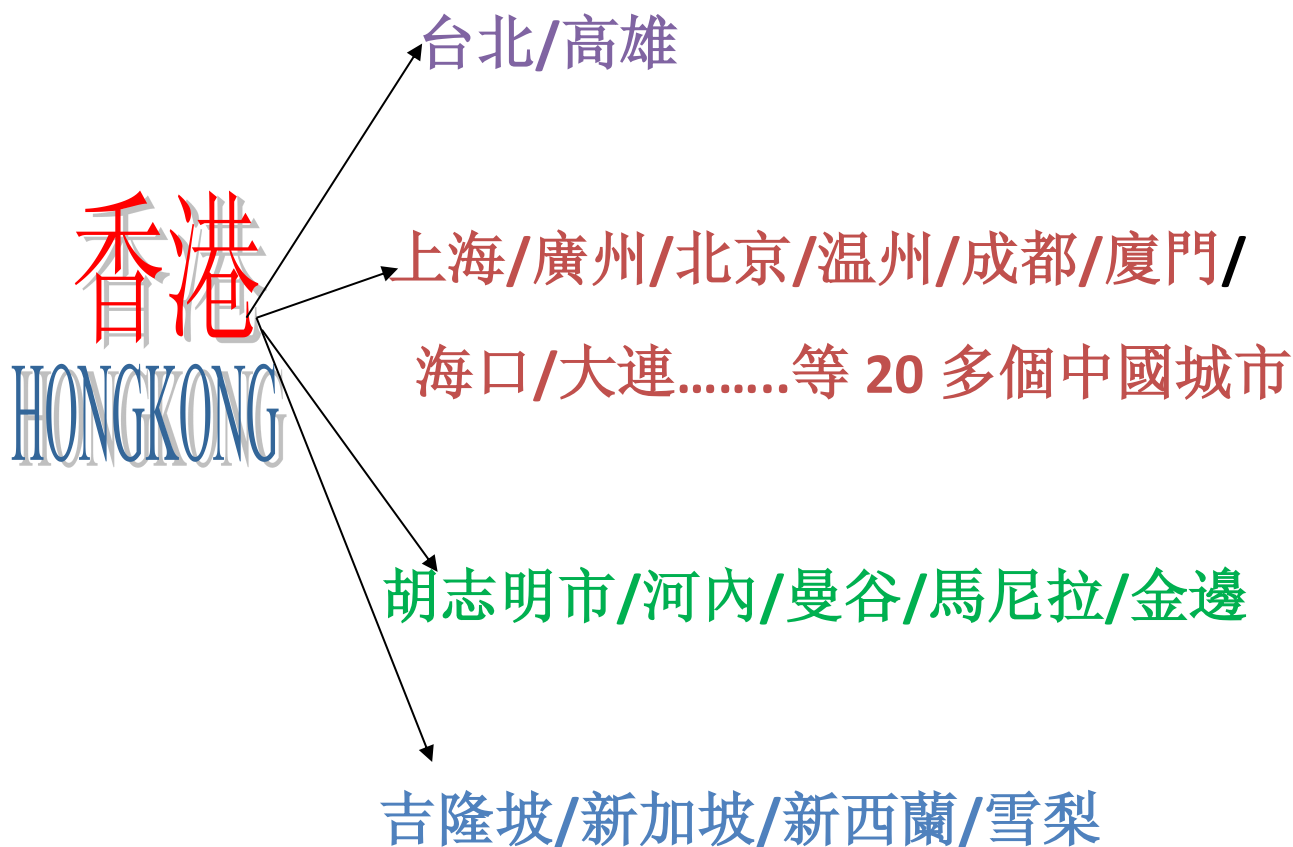 台北/高雄
香港
HONGKONG
上海/廣州/北京/温州/成都/廈門/
海口/大連……..等 20 多個中國城市
胡志明市/河內/曼谷/馬尼拉/金邊
吉隆坡/新加坡/新西蘭/雪梨